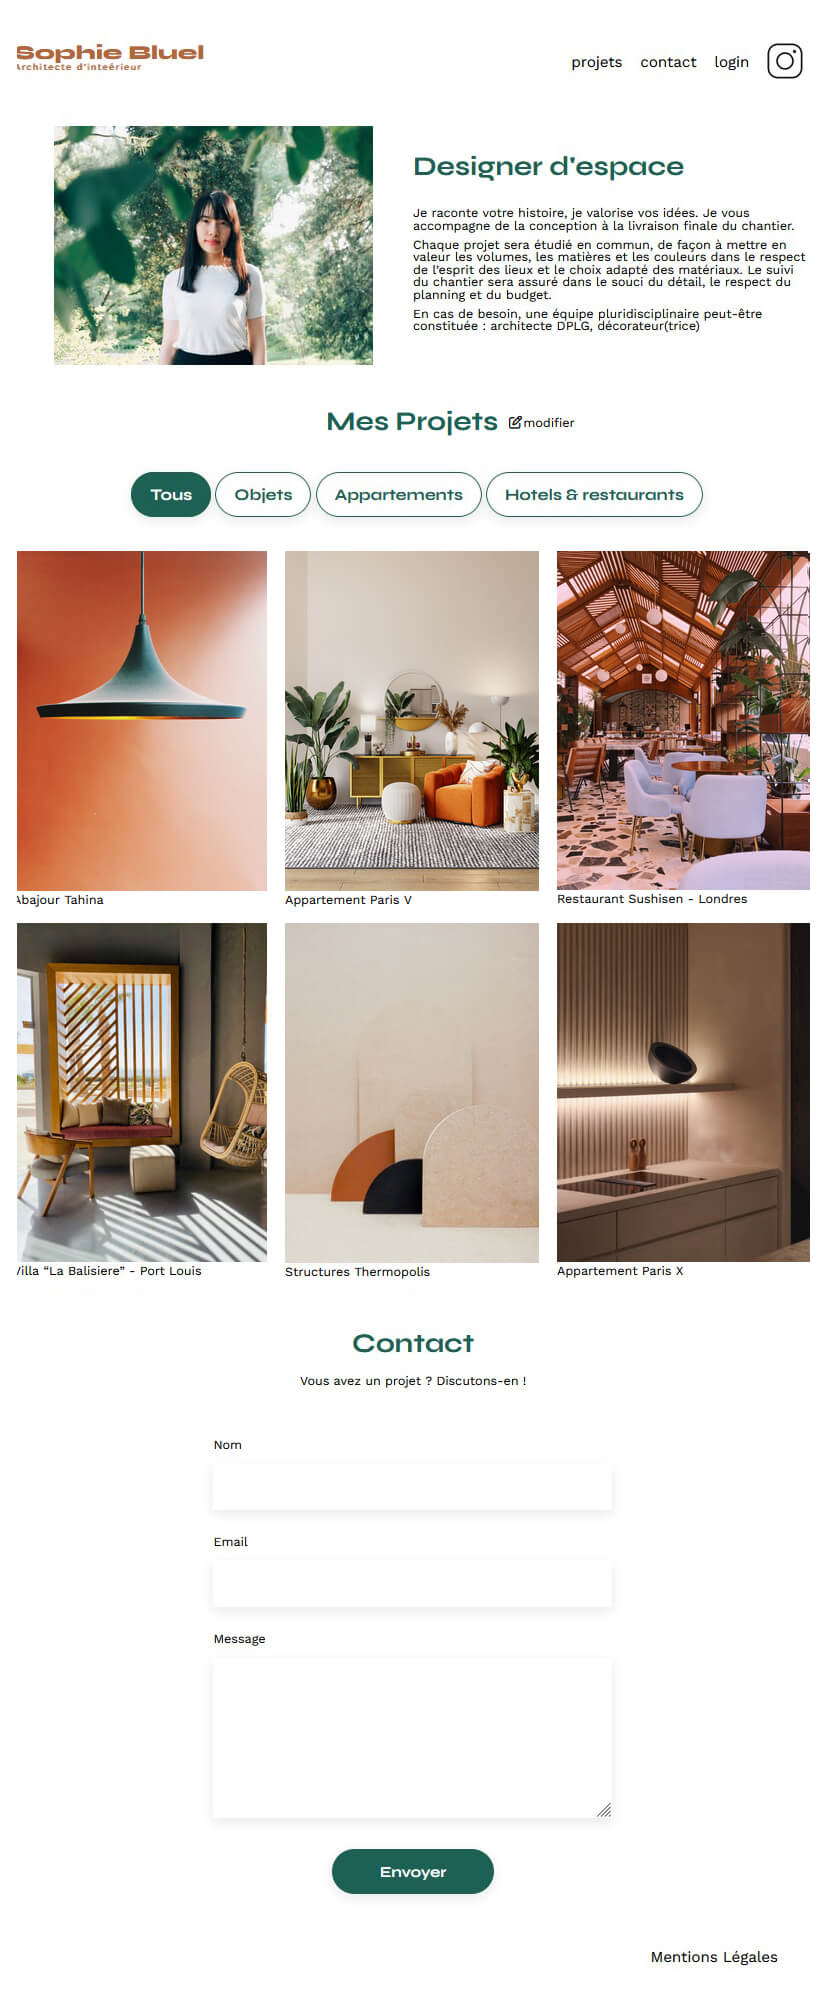 Sophie Bluel
Architecte d'inteérieur
projets contact login
Designer d'espace
Je raconte votre histoire, je valorise vos idées. Je vous
accompagne de la conception à la livraison finale du chantier.
Chaque projet sera étudié en commun, de façon à mettre en
valeur les volumes, les matières et les couleurs dans le respect
de l'esprit des lieux et le choix adapté des matériaux. Le suivi
du chantier sera assuré dans le souci du détail, le respect du
planning et du budget.
En cas de besoin, une équipe pluridisciplinaire peut-être
constituée : architecte DPLG, décorateur(trice)
Mes Projets modifier
Tous Objets Appartements Hotels & restaurants
Abajour Tahina
Appartement Paris V
Restaurant Sushisen - Londres
Villa “La Balisiere” - Port Louis
Structures Thermopolis
Appartement Paris X
Contact
Vous avez un projet ? Discutons-en !
Nom
Email
Message
Envoyer
Mentions Légales